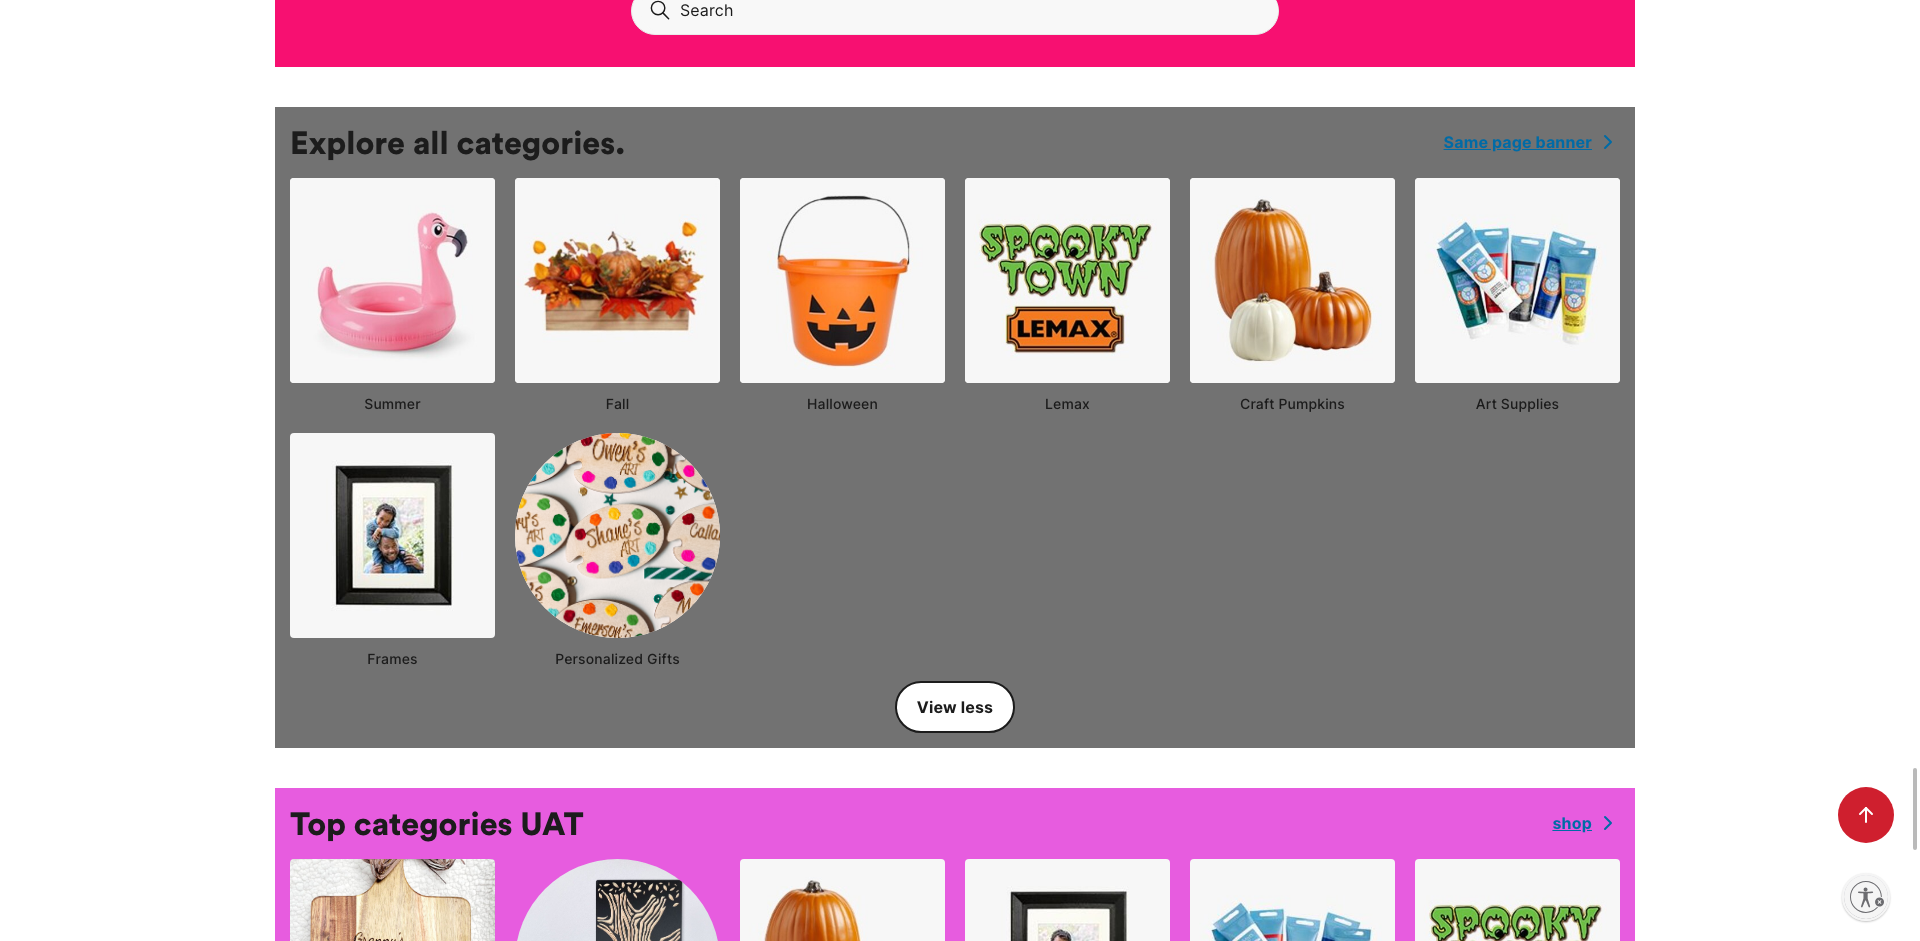 Search
Explore all categories.
Same page banner
SPOOKY
TOWN
LEMAX
Summer
Fall
Halloween
Lemax
Craft Pumpkins
Art Supplies
Owen's
ART
Shane's
ART
Emerson's
Frames
Personalized Gifts
View less
Top categories UAT
shop
SPOOKY